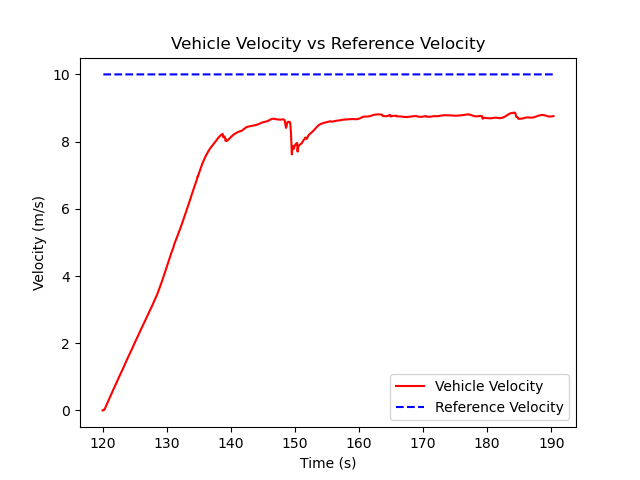 Vehicle Velocity vs Reference Velocity
10
8
6
4
2
0
Velocity (m/s)
Vehicle Velocity
Reference Velocity
120 130 140 150 160 170 180 190
Time (s)